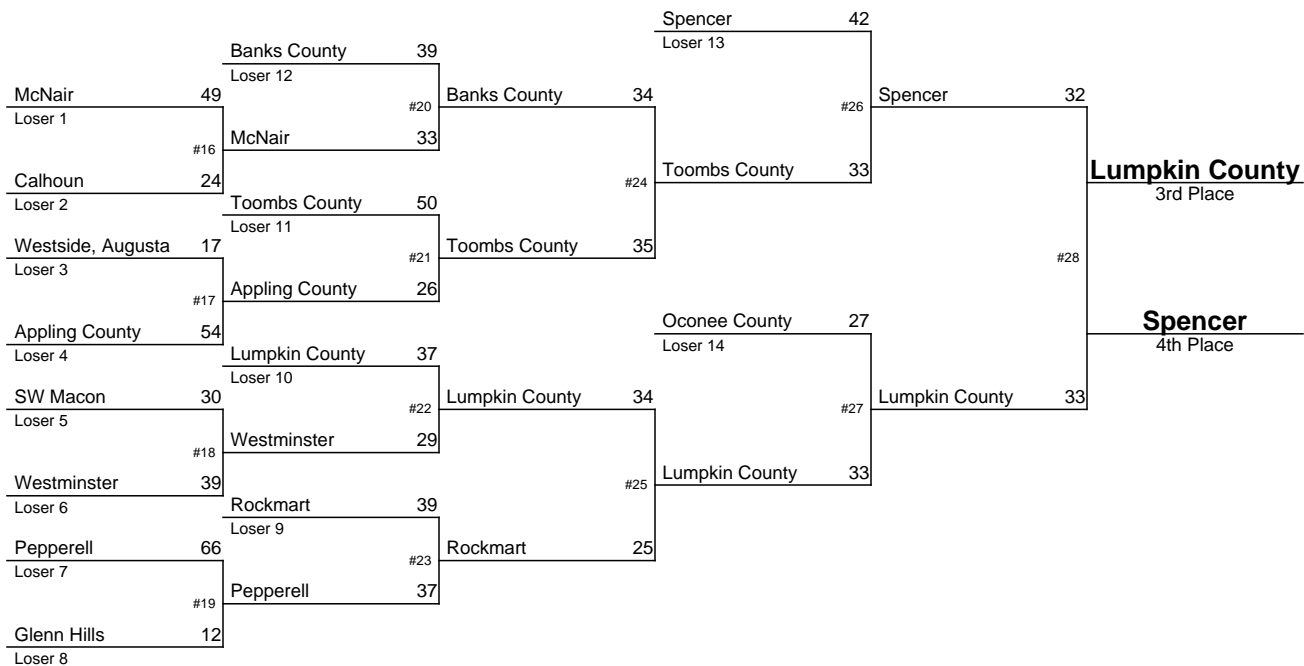 Spencer 42
Loser 13
Banks County 39
Loser 12
McNair 49
Loser 1
#20
Banks County 34
#26
Spencer 32
#16
McNair 33
Calhoun 24
Loser 2
#24
Toombs County 33
Lumpkin County
3rd Place
Toombs County 50
Loser 11
Westside, Augusta 17
Loser 3
#21
Toombs County 35
#28
#17
Appling County 26
Appling County 54
Loser 4
Oconee County 27
Loser 14
Spencer
4th Place
Lumpkin County 37
Loser 10
SW Macon 30
Loser 5
#22
Lumpkin County 34
#27
Lumpkin County 33
#18
Westminster 29
Westminster 39
Loser 6
#25
Lumpkin County 33
Rockmart 39
Loser 9
Pepperell 66
Loser 7
#23
Rockmart 25
#19
Pepperell 37
Glenn Hills 12
Loser 8